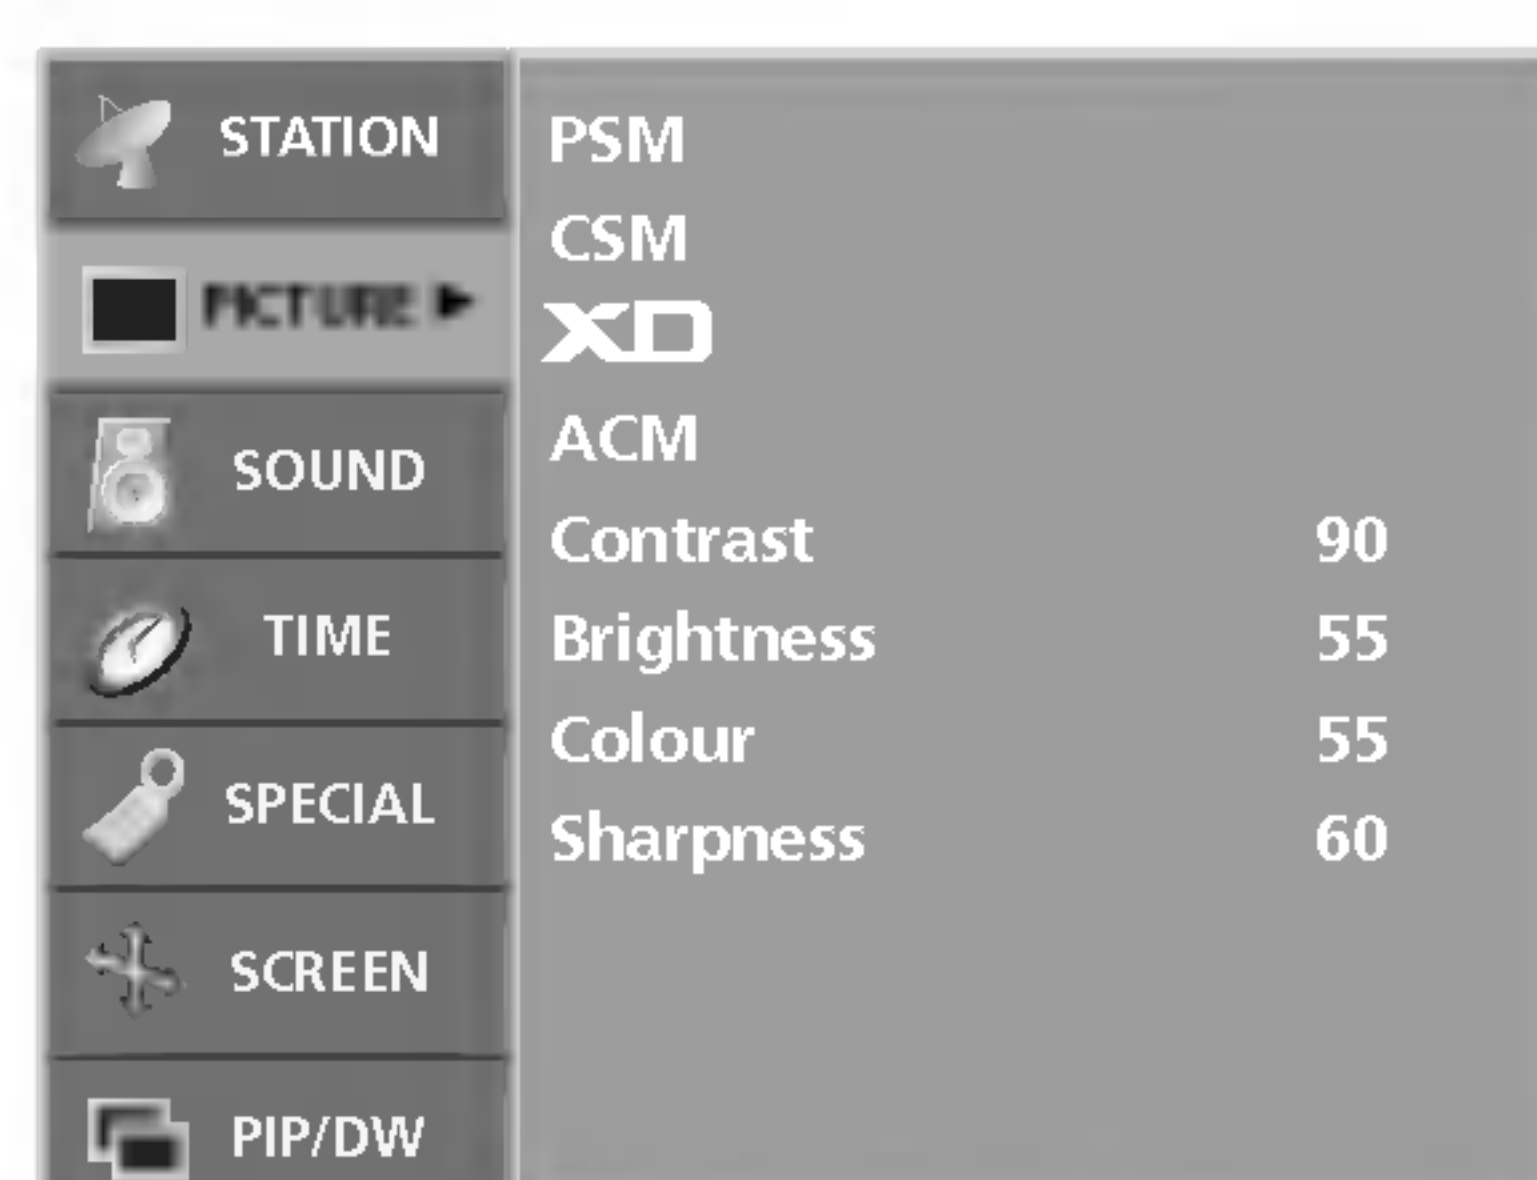 STATION
PICTURE ►
SOUND
TIME
SPECIAL
SCREEN
PIP/DW
PSM
CSM
XD
ACM
Contrast 90
Brightness 55
Colour 55
Sharpness 60